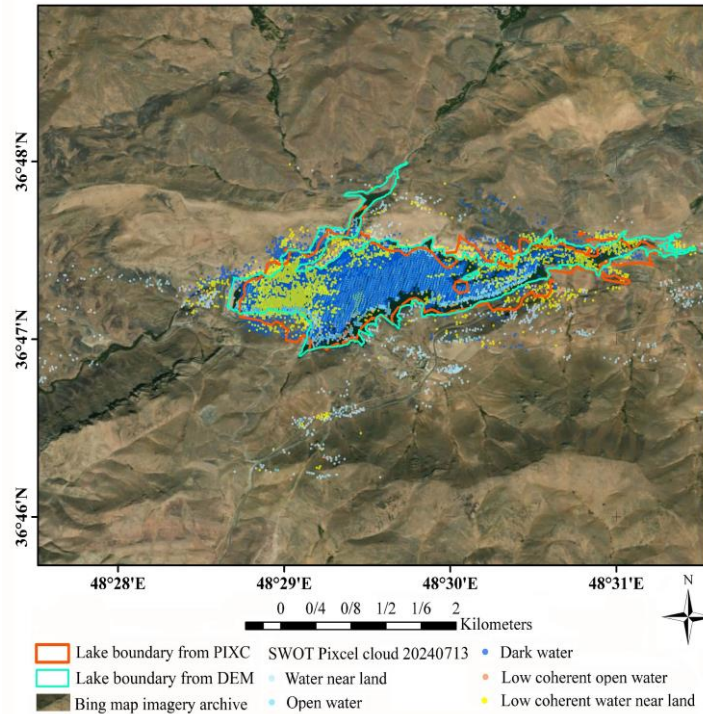 36°48'N
36°47'N
36°46'N
48°28'E 48°29'E 48°30'E 48°31'E
0 0/4 0/8 1/2 1/6 2
Kilometers
N
Lake boundary from PIXC
Lake boundary from DEM
Bing map imagery archive
SWOT Pixcel cloud 20240713
Water near land
Open water
Dark water
Low coherent open water
Low coherent water near land